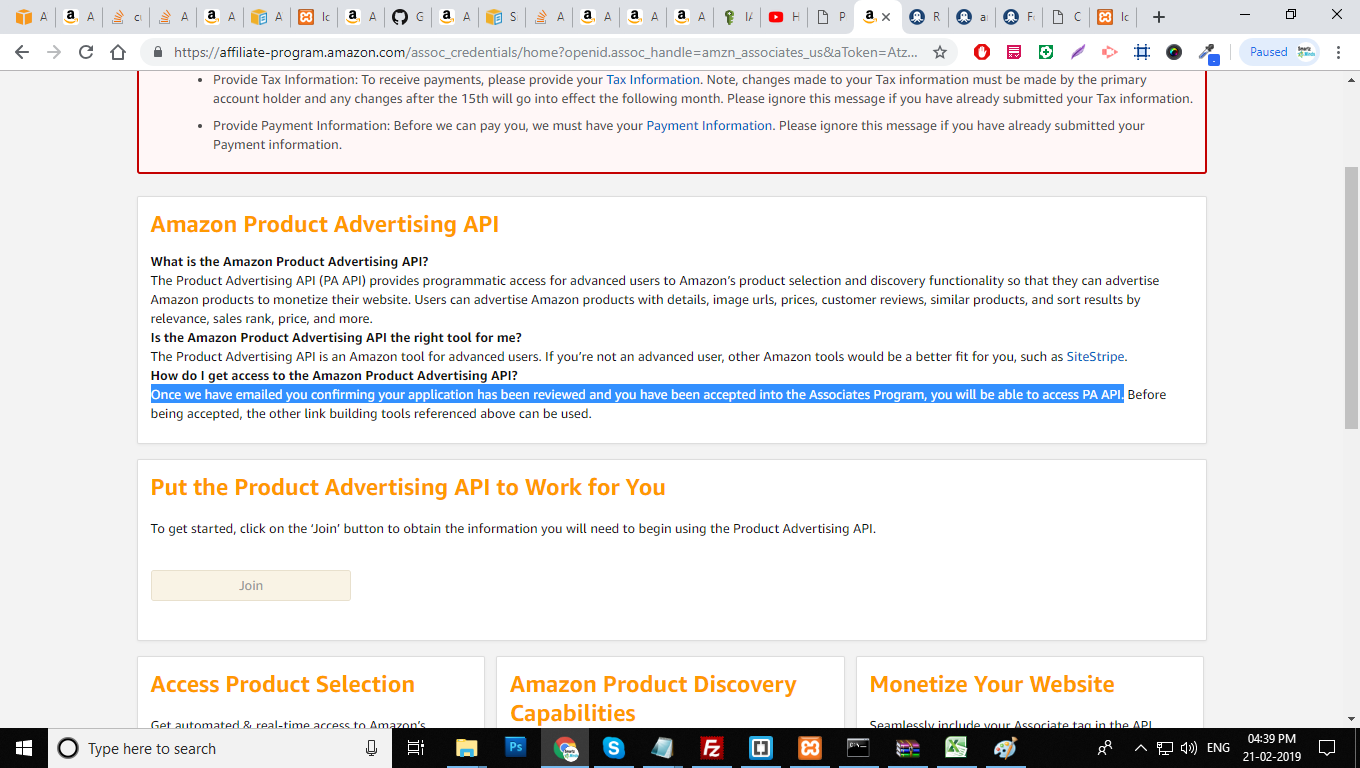 https://affiliate-program.amazon.com/assoc_credentials/home?openid.assoc_handle=amzn_associates_us&aToken=Atz...
Paused
• Provide Tax Information: To receive payments, please provide your Tax Information. Note, changes made to your Tax information must be made by the primary
account holder and any changes after the 15th will go into effect the following month. Please ignore this message if you have already submitted your Tax information.
• Provide Payment Information: Before we can pay you, we must have your Payment Information. Please ignore this message if you have already submitted your
Payment information.
Amazon Product Advertising API
What is the Amazon Product Advertising API?
The Product Advertising API (PA API) provides programmatic access for advanced users to Amazon’s product selection and discovery functionality so that they can advertise
Amazon products to monetize their website. Users can advertise Amazon products with details, image urls, prices, customer reviews, similar products, and sort results by
relevance, sales rank, price, and more.
Is the Amazon Product Advertising API the right tool for me?
The Product Advertising API is an Amazon tool for advanced users. If you’re not an advanced user, other Amazon tools would be a better fit for you, such as SiteStripe.
How do I get access to the Amazon Product Advertising API?
Once we have emailed you confirming your application has been reviewed and you have been accepted into the Associates Program, you will be able to access PA API. Before
being accepted, the other link building tools referenced above can be used.
Put the Product Advertising API to Work for You
To get started, click on the ‘Join’ button to obtain the information you will need to begin using the Product Advertising API.
Join
Access Product Selection
Get automated & real-time access to Amazon’s
Amazon Product Discovery
Capabilities
Monetize Your Website
Seamlessly include your Associate tag in the API
Type here to search
ENG
04:39 PM
21-02-2019